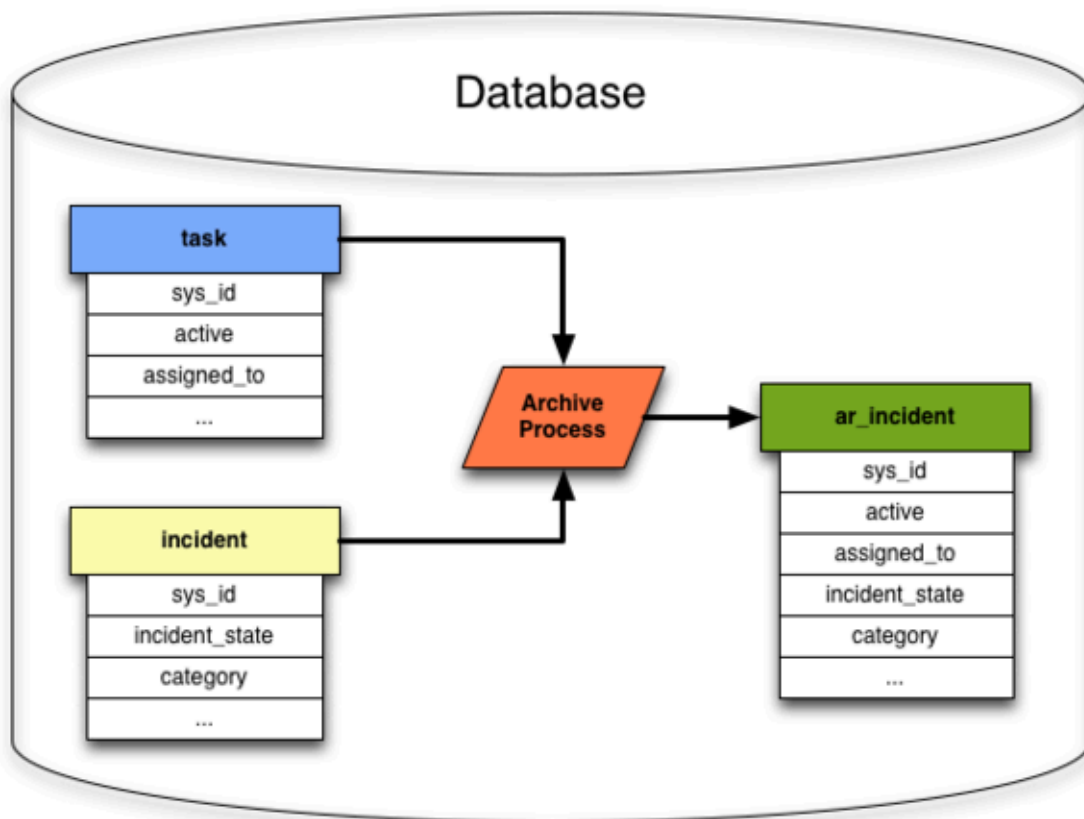 Database
task
sys_id
active
assigned_to
...
incident
sys_id
incident_state
category
...
Archive
Process
ar_incident
sys_id
active
assigned_to
incident_state
category
...